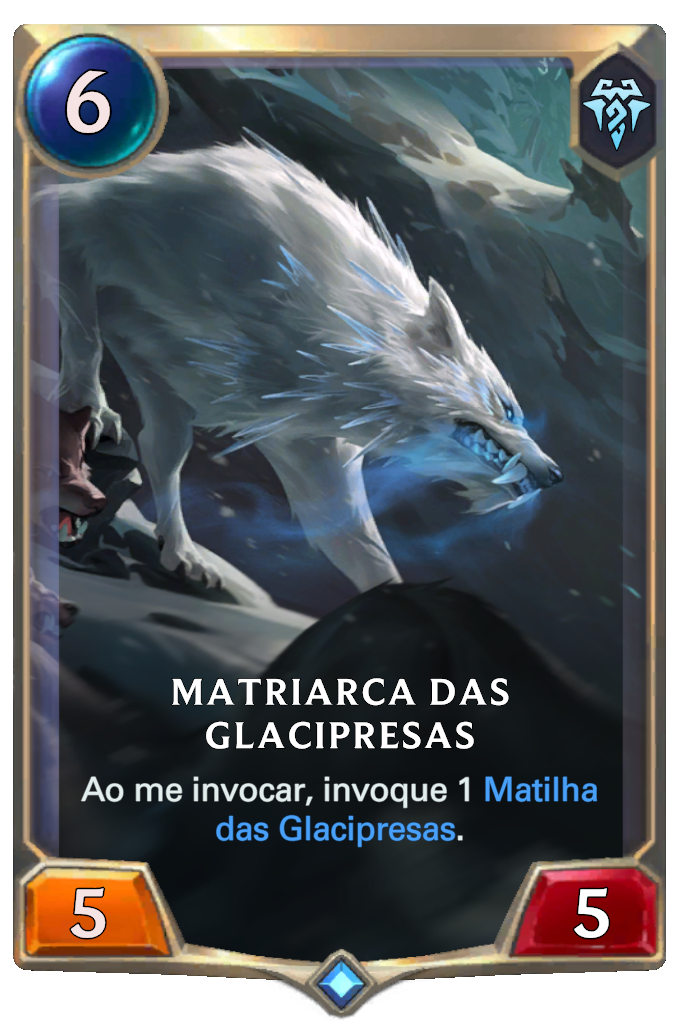 6
MATRIARCA DAS
GLACIPRESAS
Ao me invocar, invoque 1 Matilha
das Glacipresas.
5 5